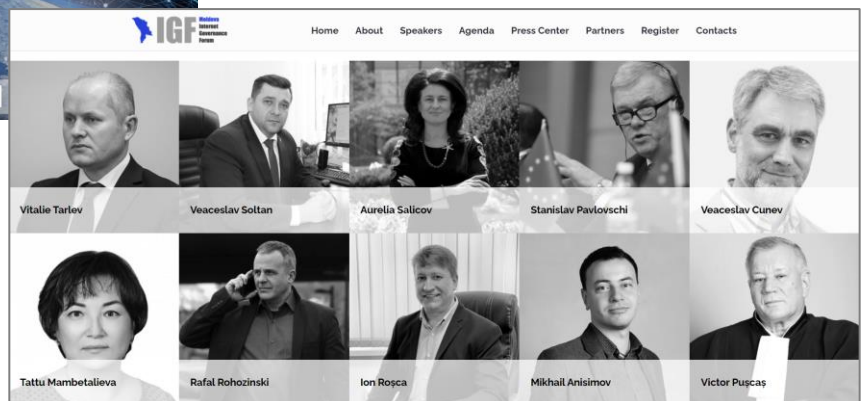 IGF
Moldova
Internet
Governance
Forum
Home About Speakers Agenda Press Center Partners Register Contacts
Vitalie Tarlev Veaceslav Soltan Aurelia Salicov Stanislav Pavlovschi Veaceslav Cunev
Tattu Mambetalieva Rafal Rohozinski Ion Roșca Mikhail Anisimov Victor Pușcaș